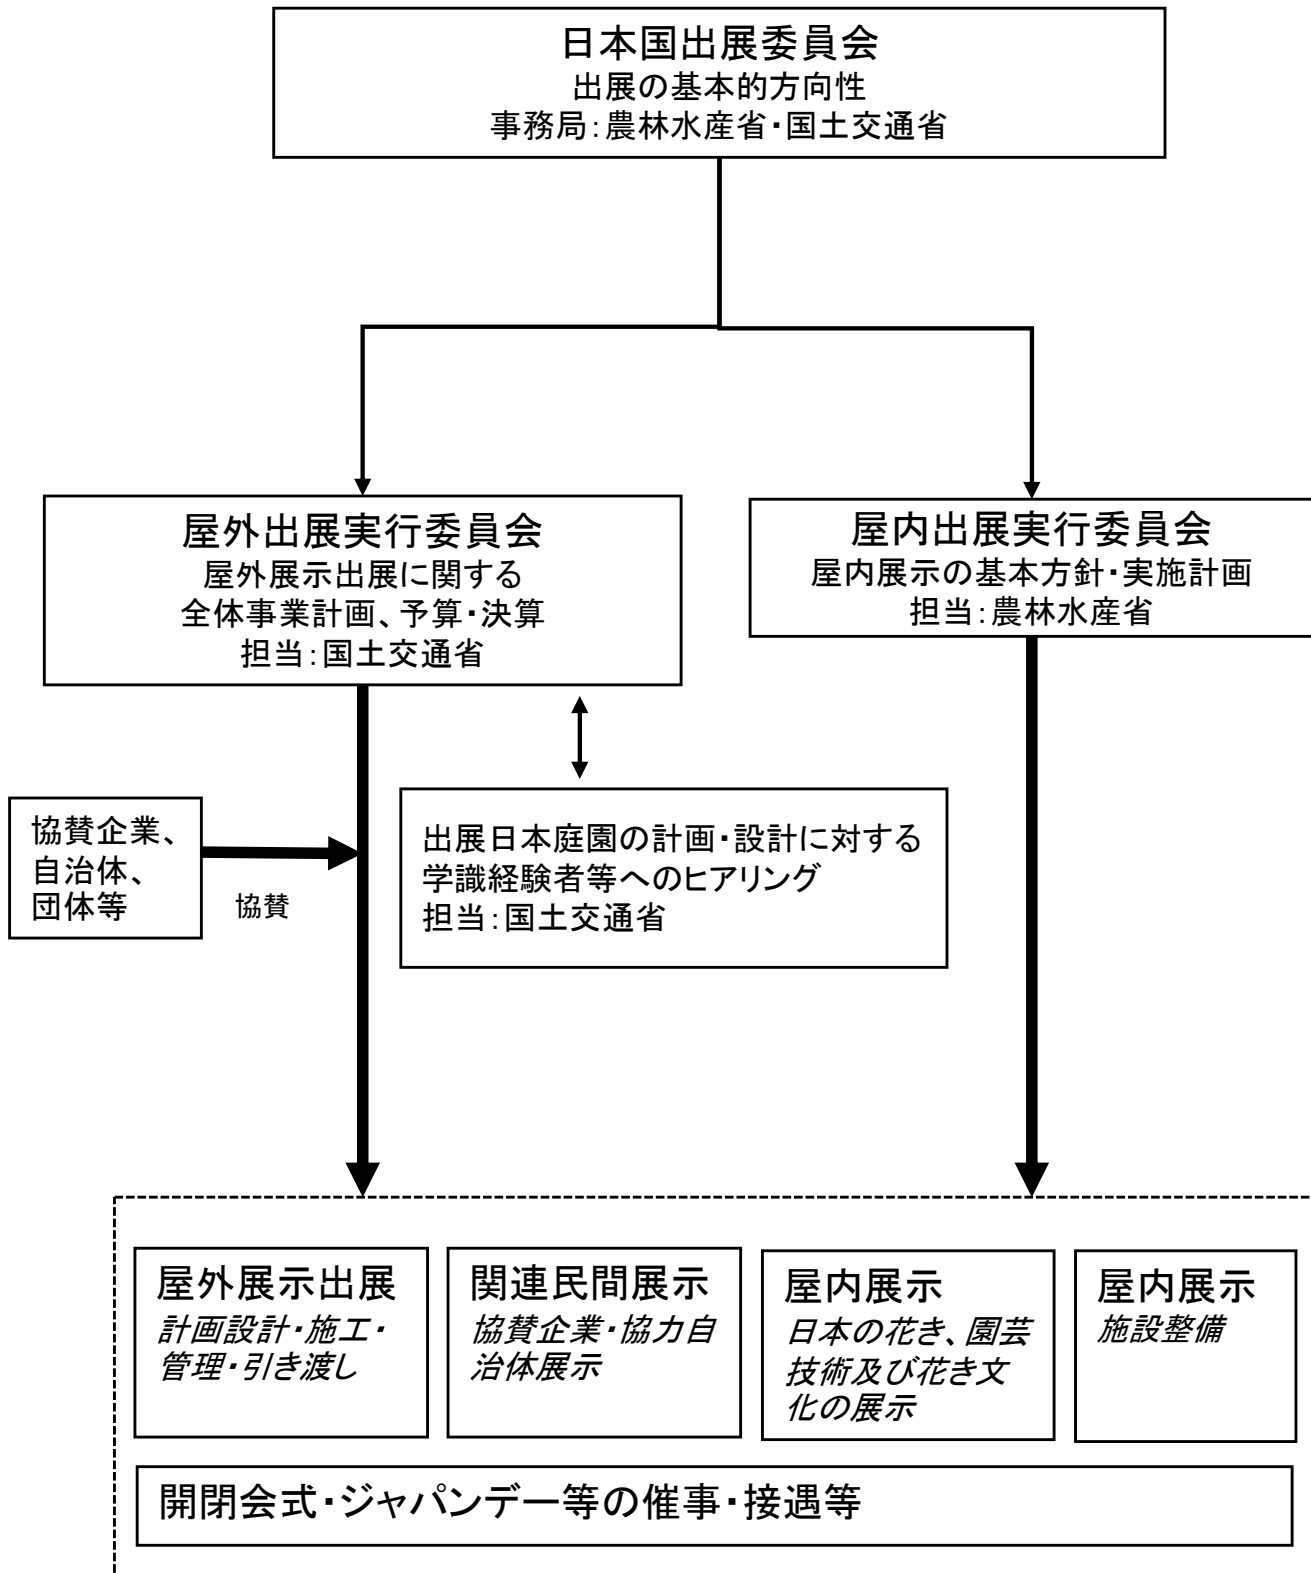 日本国出展委員会
出展の基本的方向性
事務局：農林水産省・国土交通省
屋外出展実行委員会
屋外展示出展に関する
全体事業計画、予算・決算
担当：国土交通省
屋内出展実行委員会
屋内展示の基本方針・実施計画
担当：農林水産省
協賛企業、
自治体、
団体等
協賛
出展日本庭園の計画・設計に対する
学識経験者等へのヒアリング
担当：国土交通省
屋外展示出展
計画設計・施工・
管理・引き渡し
関連民間展示
協賛企業・協力自
治体展示
屋内展示
日本の花き、園芸
技術及び花き文
化の展示
屋内展示
施設整備
開閉会式・ジャパンデー等の催事・接遇等